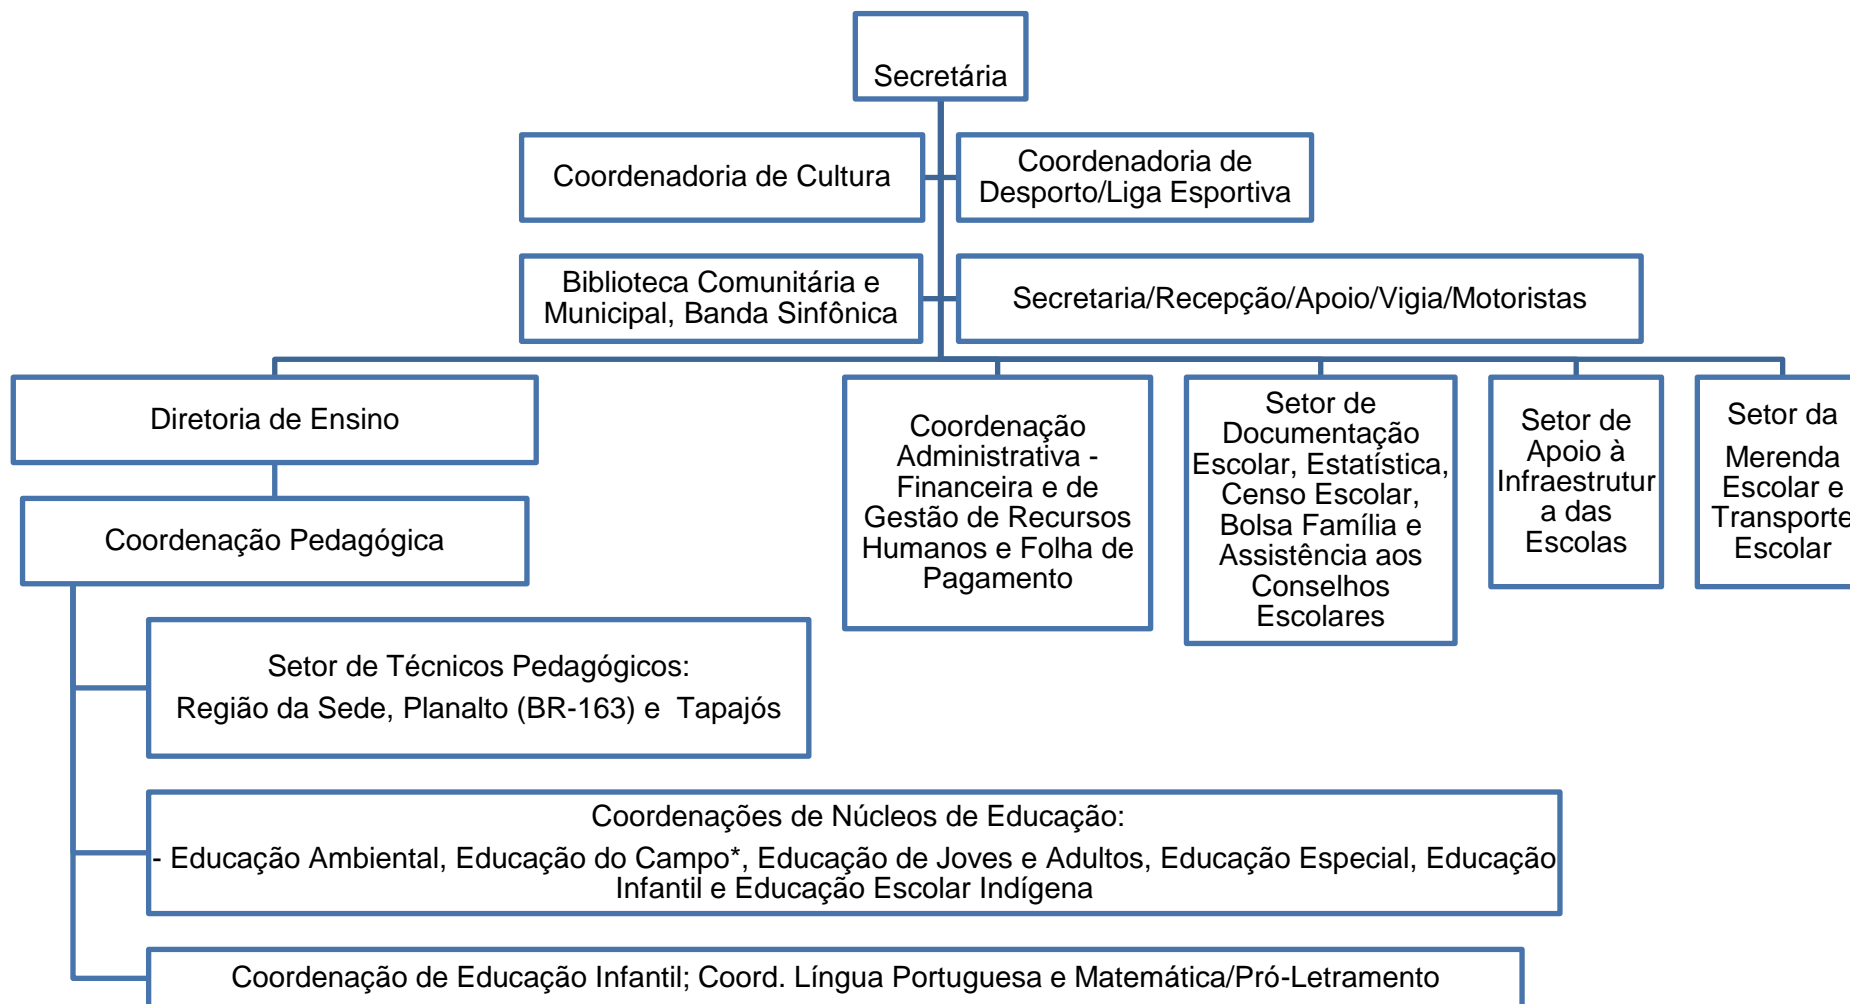 Secretária
Coordenadoria de Cultura
Coordenadoria de
Desporto/Liga Esportiva
Biblioteca Comunitária e
Municipal, Banda Sinfônica
Secretaria/Recepção/Apoio/Vigia/Motoristas
Diretoria de Ensino
Coordenação
Administrativa -
Financeira e de
Gestão de Recursos
Humanos e Folha de
Pagamento
Setor de
Documentação
Escolar, Estatística,
Censo Escolar,
Bolsa Família e
Assistência aos
Conselhos
Escolares
Setor de
Apoio à
Infraestrutur
a das
Escolas
Setor da
Merenda
Escolar e
Transporte
Escolar
Coordenação Pedagógica
Setor de Técnicos Pedagógicos:
Região da Sede, Planalto (BR-163) e Tapajós
Coordenações de Núcleos de Educação:
- Educação Ambiental, Educação do Campo*, Educação de Joves e Adultos, Educação Especial, Educação
Infantil e Educação Escolar Indígena
Coordenação de Educação Infantil; Coord. Língua Portuguesa e Matemática/Pró-Letramento